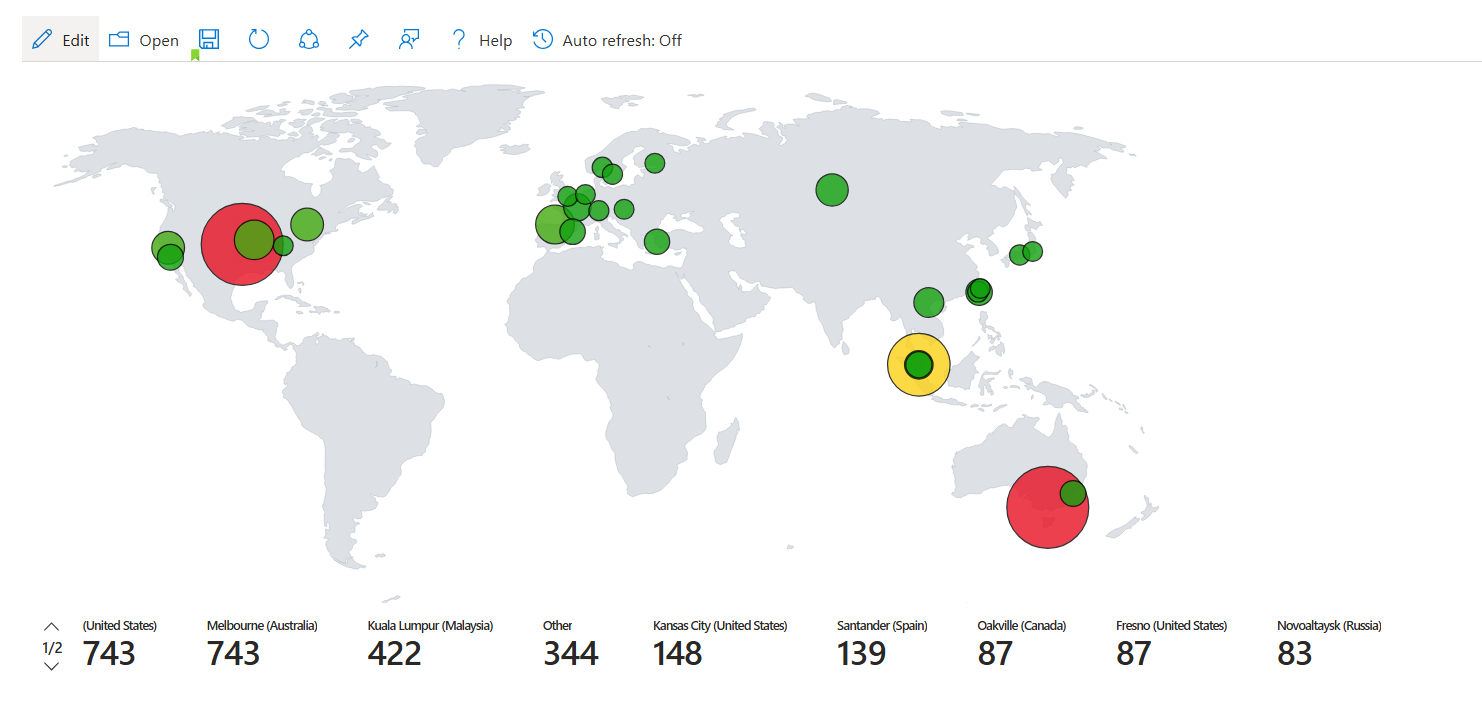 Edit Open Help Auto refresh: Off
(United States) Melbourne (Australia) Kuala Lumpur (Malaysia) Other Kansas City (United States) Santander (Spain) Oakville (Canada) Fresno (United States) Novoaltaysk (Russia)
1/2 743 743 422 344 148 139 87 87 83